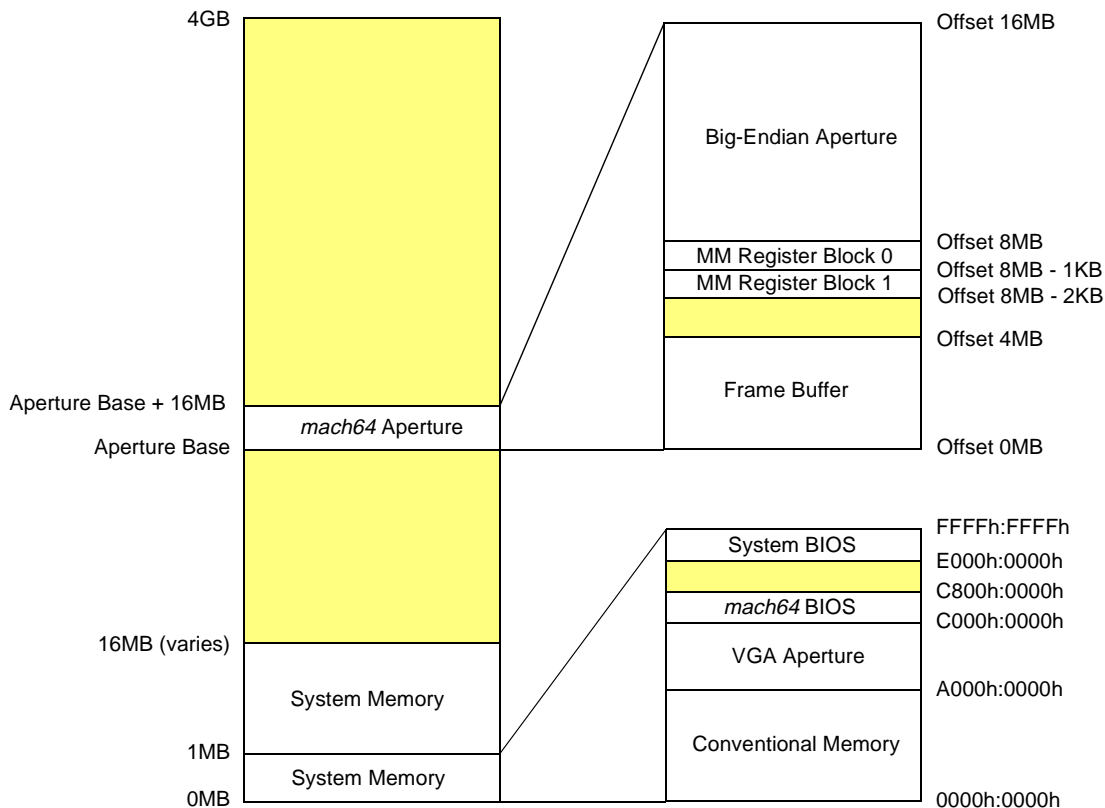 4GB
Aperture Base + 16MB
mach64 Aperture
Aperture Base
16MB (varies)
System Memory
1MB
System Memory
0MB
Offset 16MB
Big-Endian Aperture
Offset 8MB
MM Register Block 0
Offset 8MB - 1KB
MM Register Block 1
Offset 8MB - 2KB
Offset 4MB
Frame Buffer
Offset 0MB
FFFFh:FFFFh
System BIOS
E000h:0000h
C800h:0000h
mach64 BIOS
C000h:0000h
VGA Aperture
A000h:0000h
Conventional Memory
0000h:0000h